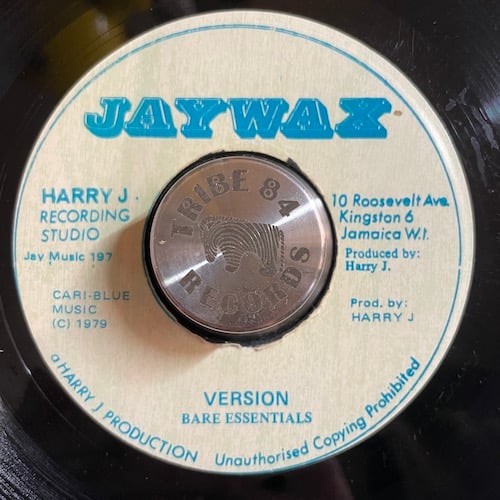 JAYWAX
HARRY J.
RECORDING
STUDIO
Jay Music 197
CARI-BLUE
MUSIC
(C) 1979
TRIBE 84
RECORDS
10 Roosevelt Ave.
Kingston 6
Jamaica W.I.
Produced by:
Harry J.
Prod. by:
HARRY J
VERSION
BARE ESSENTIALS
a HARRY J PRODUCTION
Unauthorised Copying Prohibited